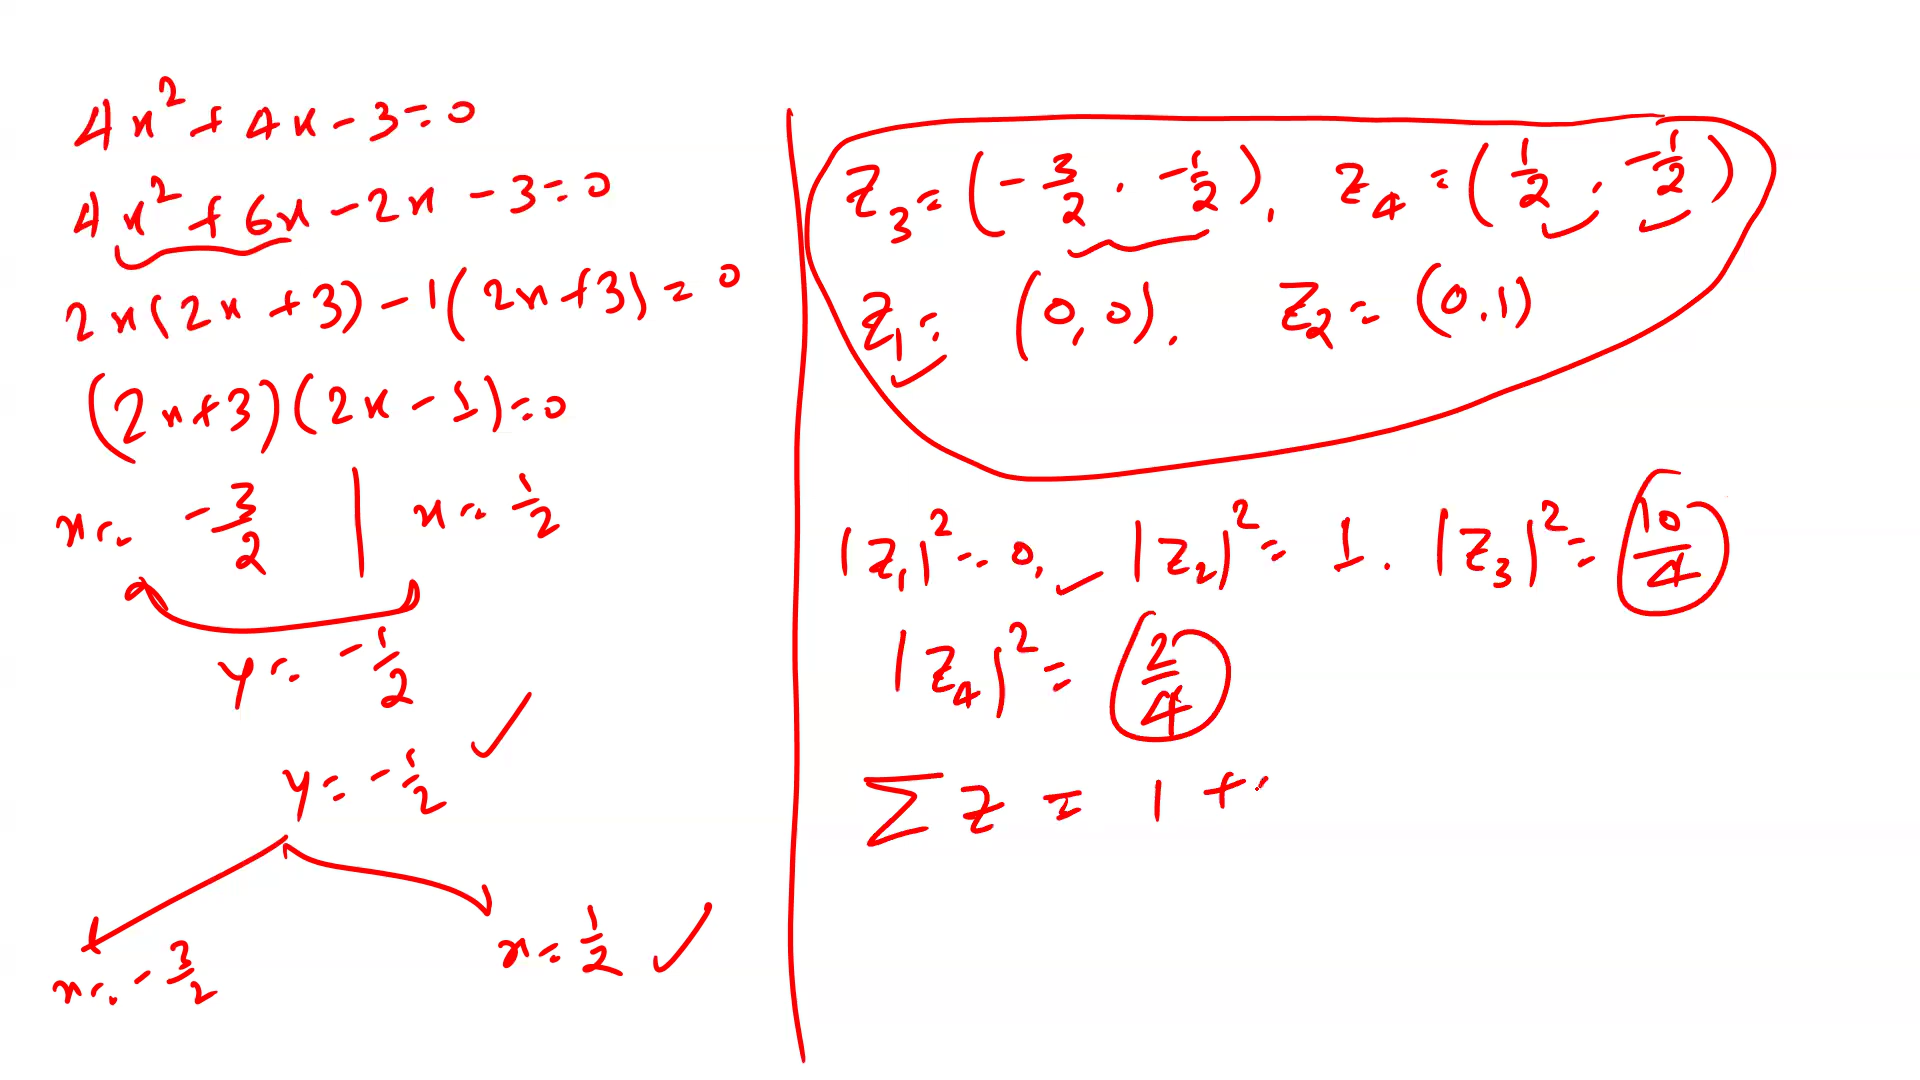 4x² + 4x - 3 = 0
4x² + 6x - 2x - 3 = 0
2x(2x + 3) - 1(2x + 3) = 0
(2x + 3)(2x - 1) = 0
x = -3/2 | x = 1/2
y = -1/2
y = -1/2 ✓
x = -3/2 x = 1/2 ✓
Z₃ = (-3/2, -1/2), Z₄ = (1/2, -1/2)
Z₁ = (0, 0), Z₂ = (0, 1)
|Z₁|² = 0, |Z₂|² = 1. |Z₃|² = 10/4
|Z₄|² = 2/4
∑ Z = 1 +